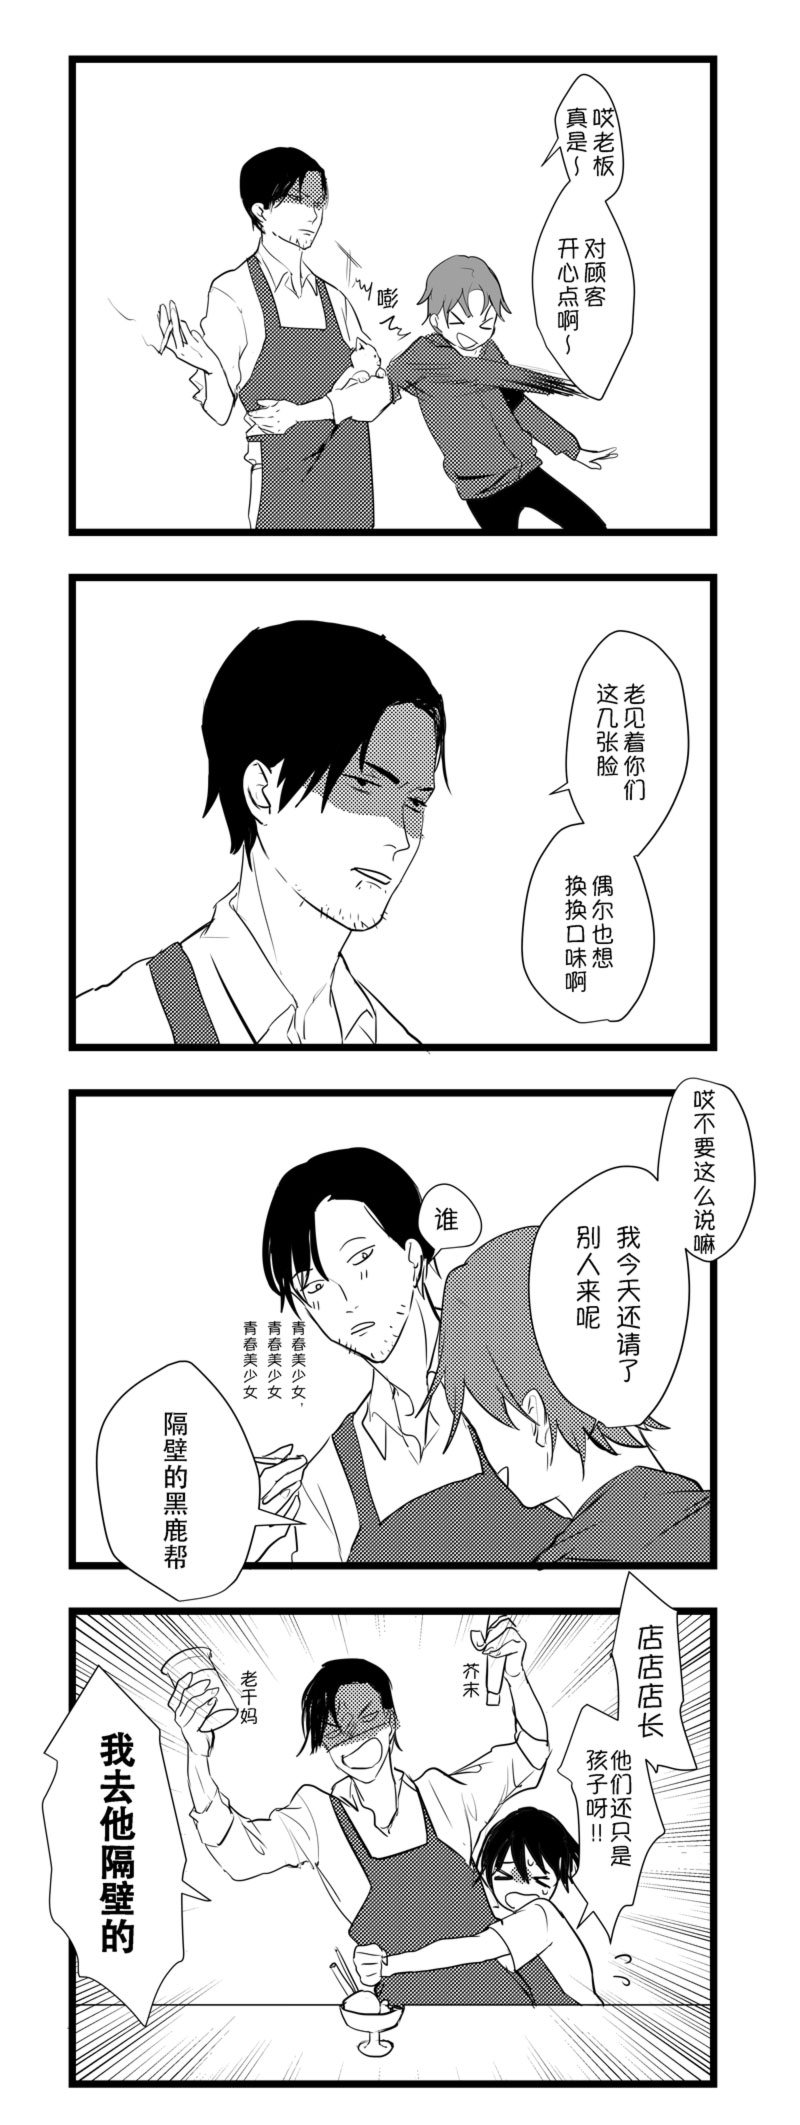 哎老板
真是～
对顾客
开心点啊～
嘭
老见着你们
这几张脸
偶尔也想
换换口味啊
哎不要这么说嘛
我今天还请了
别人来呢
谁
青春美少女，
青春美少女
青春美少女
隔壁的黑鹿帮
店店店长
他们还只是
孩子呀!!
芥末
老干妈
我去他隔壁的